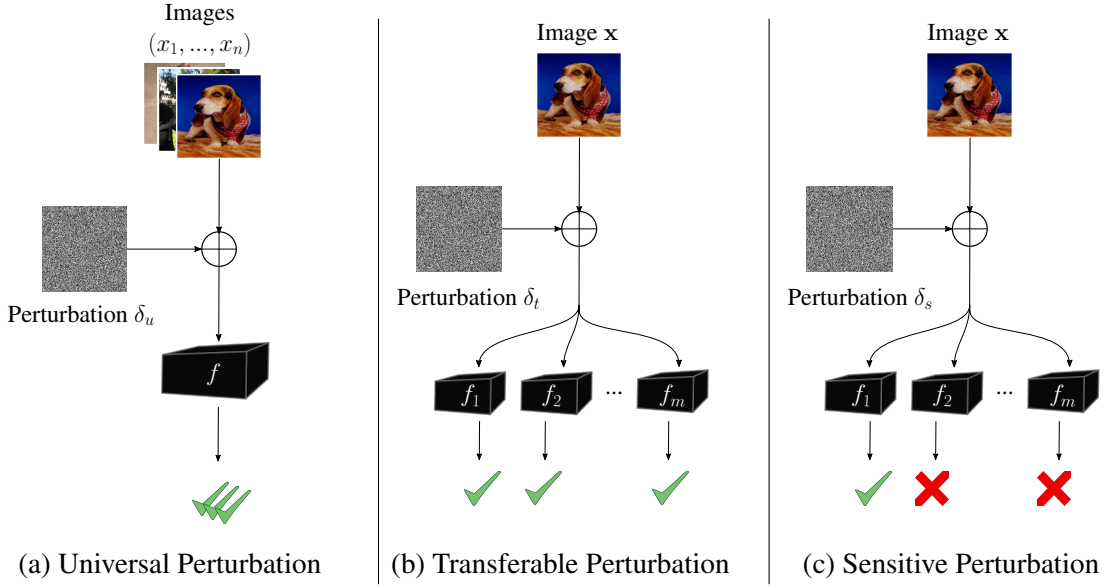 Images
(x_1, ..., x_n)
Perturbation δ_u
f
(a) Universal Perturbation
Image x
Perturbation δ_t
f_1 f_2 ... f_m
(b) Transferable Perturbation
Image x
Perturbation δ_s
f_1 f_2 ... f_m
(c) Sensitive Perturbation